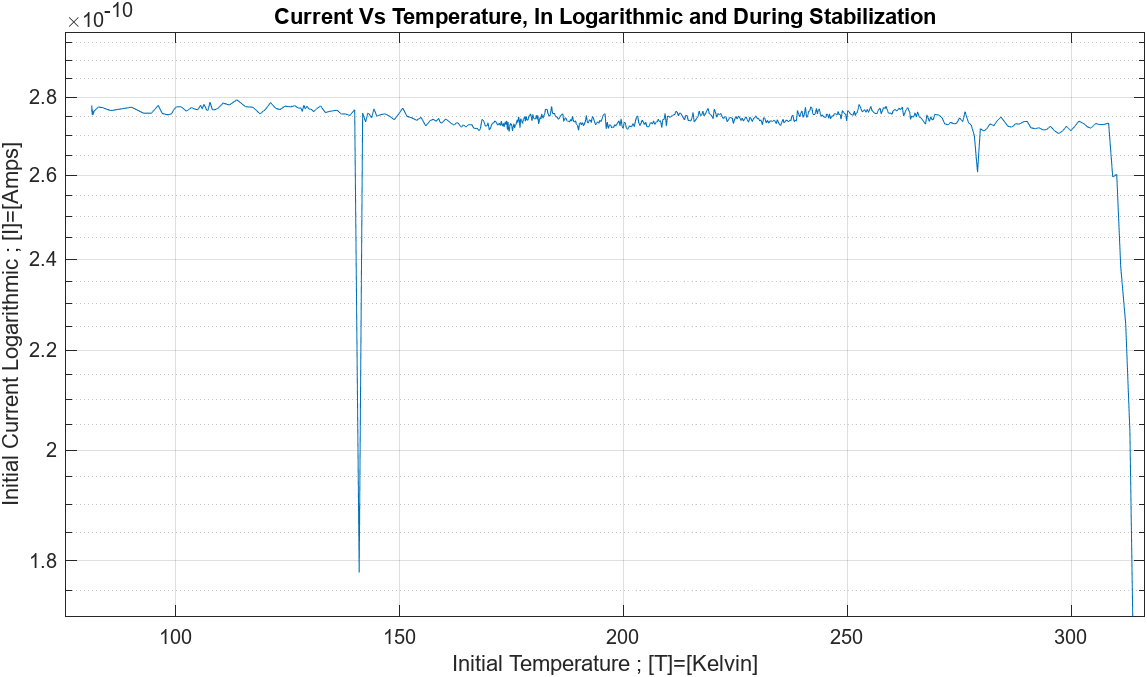 Current Vs Temperature, In Logarithmic and During Stabilization
×10-10
2.8
2.6
2.4
2.2
2
1.8
Initial Current Logarithmic ; [I]=[Amps]
100 150 200 250 300
Initial Temperature ; [T]=[Kelvin]